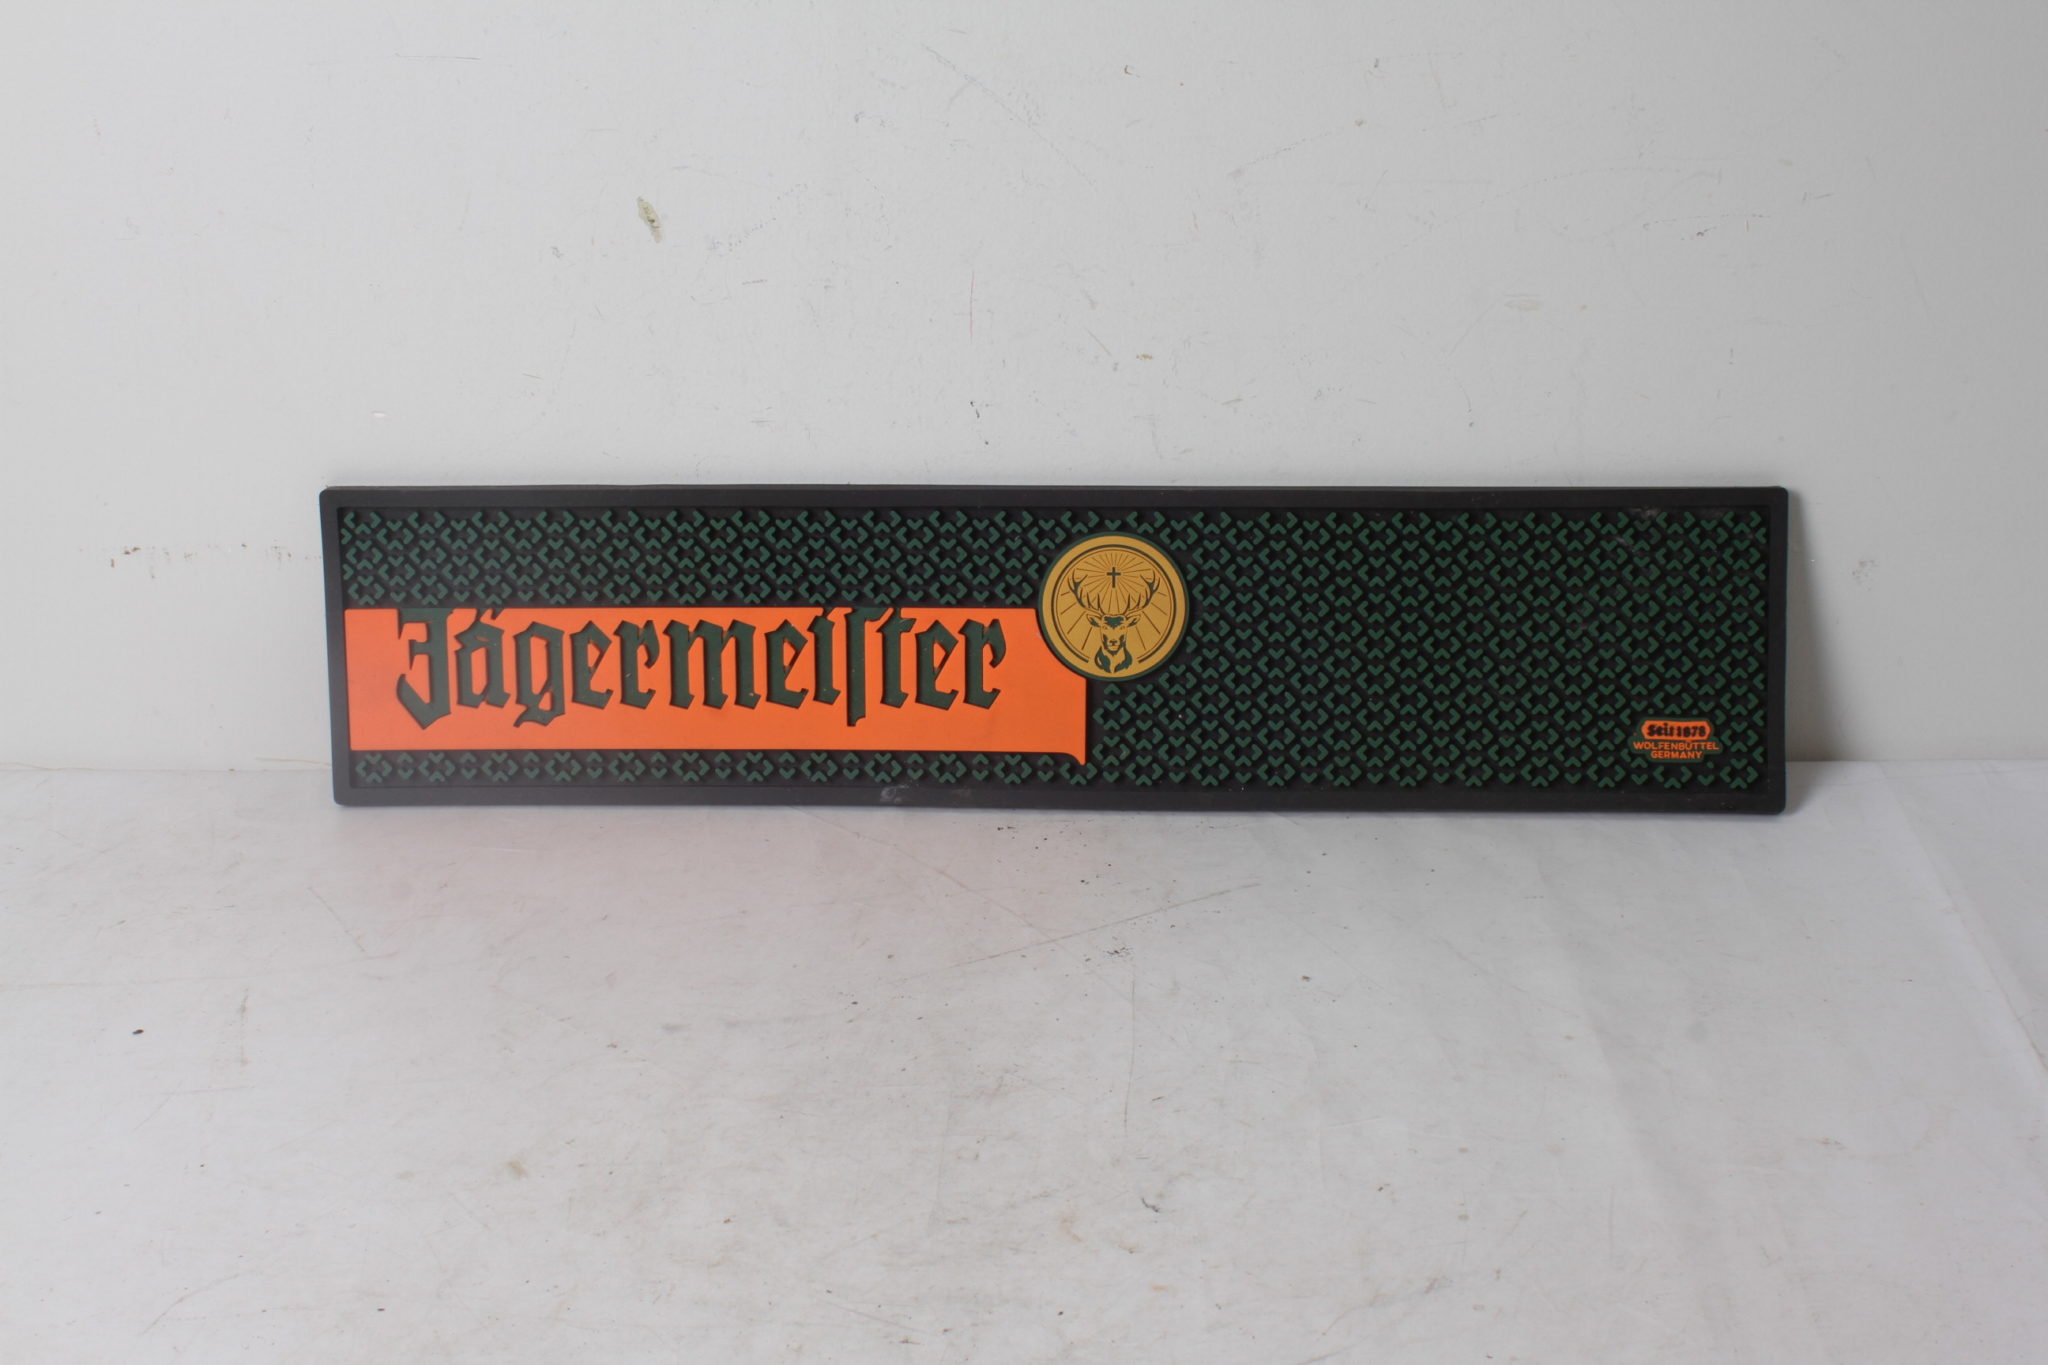 Jägermeiſter
Seit 1878
WOLFENBÜTTEL
GERMANY